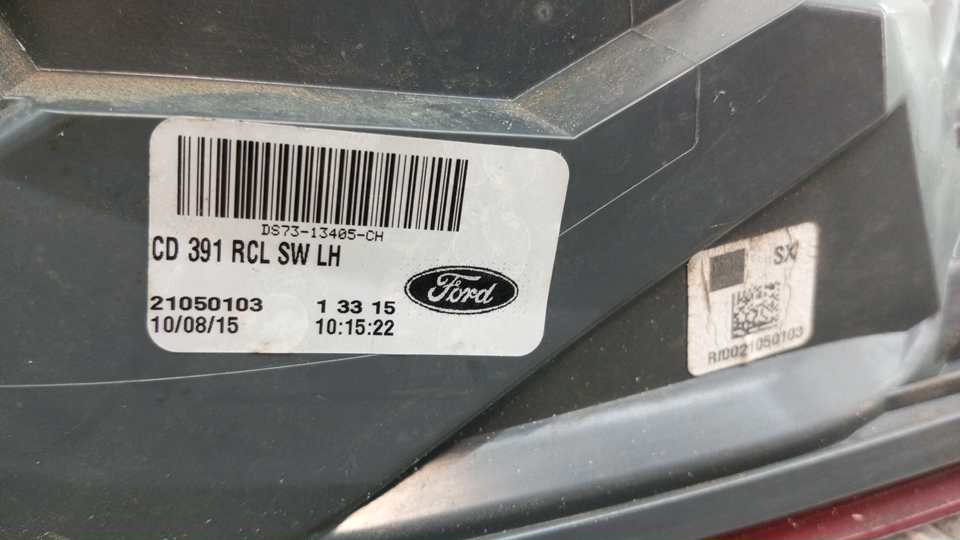 DS73-13405-CH
CD 391 RCL SW LH
21050103 1 33 15
10/08/15 10:15:22
Ford
SX
RJD021050103